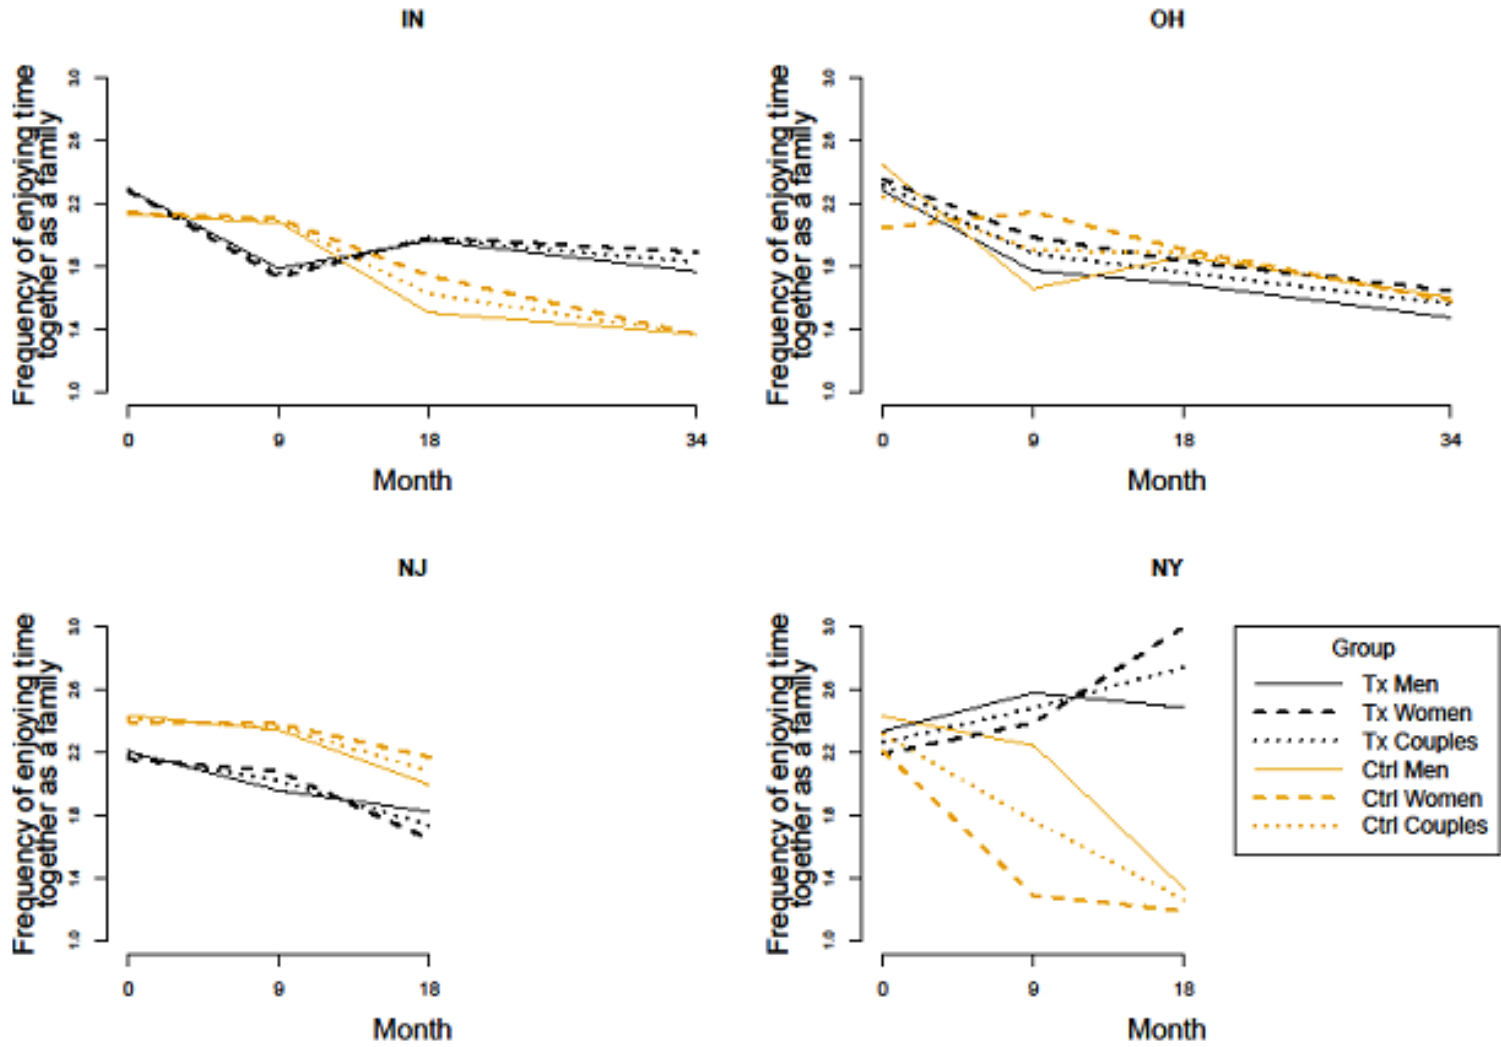 IN
Frequency of enjoying time
together as a family
3.0
2.6
2.2
1.8
1.4
1.0
0 9 18 34
Month
OH
Frequency of enjoying time
together as a family
3.0
2.6
2.2
1.8
1.4
1.0
0 9 18 34
Month
NJ
Frequency of enjoying time
together as a family
3.0
2.6
2.2
1.8
1.4
1.0
0 9 18
Month
NY
Frequency of enjoying time
together as a family
3.0
2.6
2.2
1.8
1.4
1.0
0 9 18
Month
Group
Tx Men
Tx Women
Tx Couples
Ctrl Men
Ctrl Women
Ctrl Couples